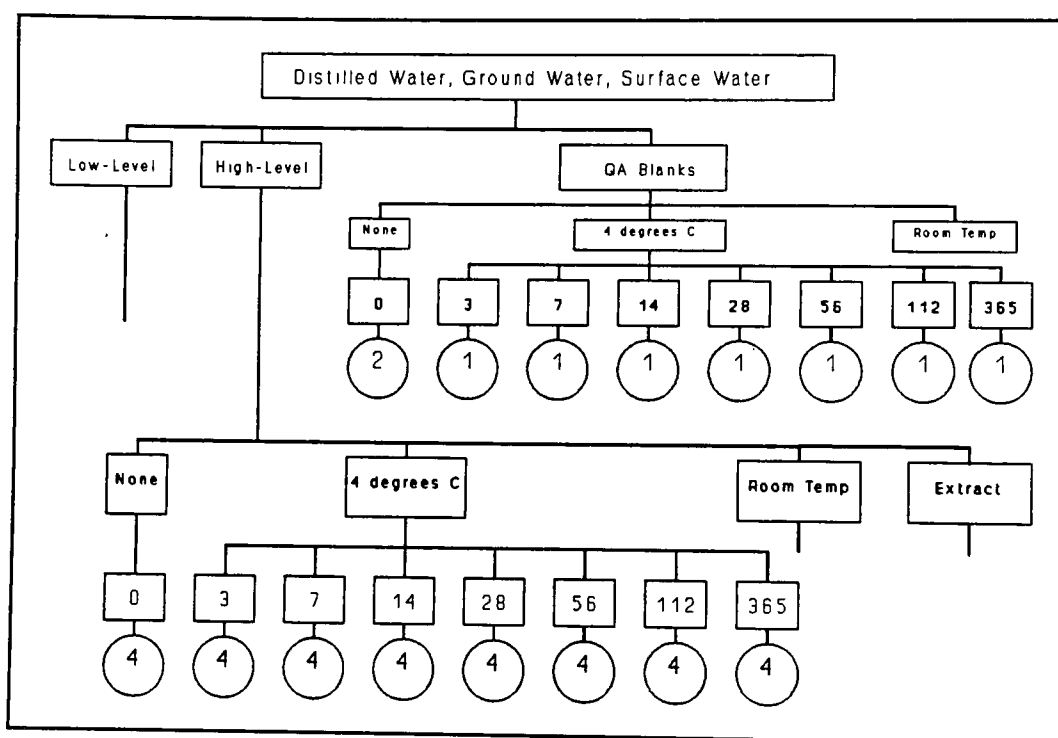 Distilled Water, Ground Water, Surface Water
Low-Level
High-Level
QA Blanks
None
4 degrees C
Room Temp
0
3
7
14
28
56
112
365
2
1
1
1
1
1
1
1
None
4 degrees C
Room Temp
Extract
0
3
7
14
28
56
112
365
4
4
4
4
4
4
4
4